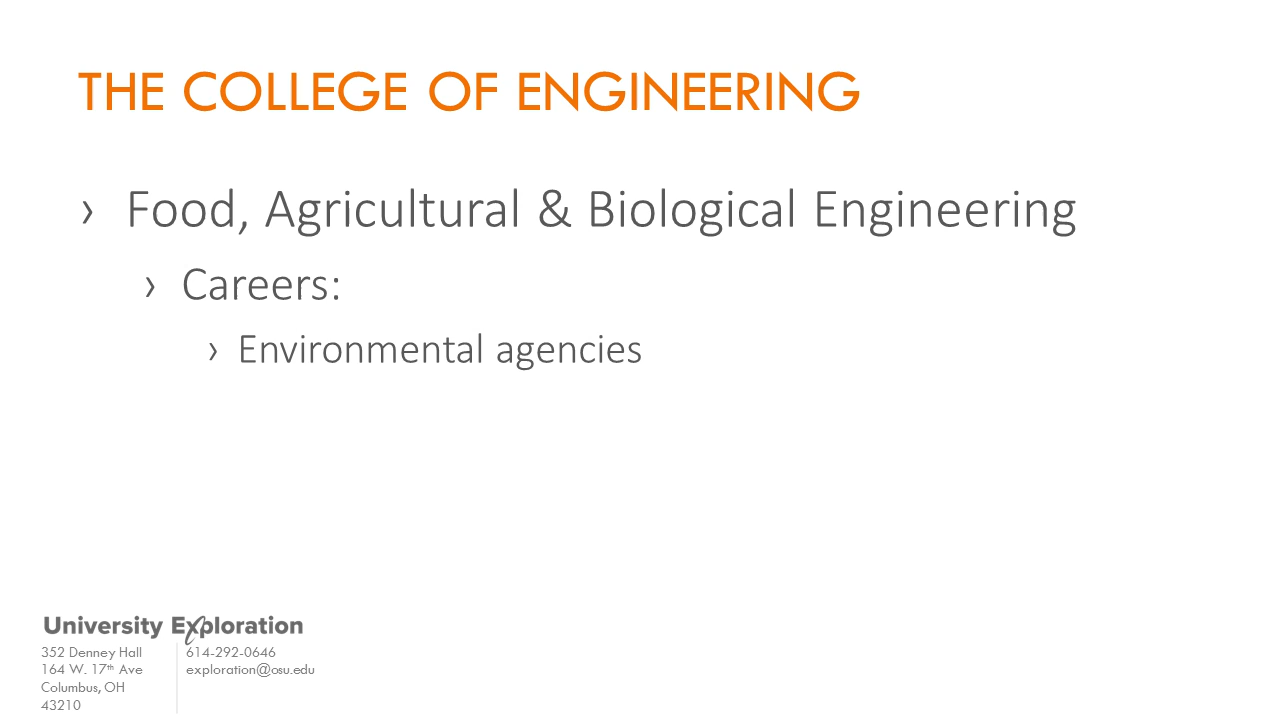 THE COLLEGE OF ENGINEERING
› Food, Agricultural & Biological Engineering
› Careers:
› Environmental agencies
University Exploration
352 Denney Hall
164 W. 17th Ave
Columbus, OH
43210
614-292-0646
exploration@osu.edu